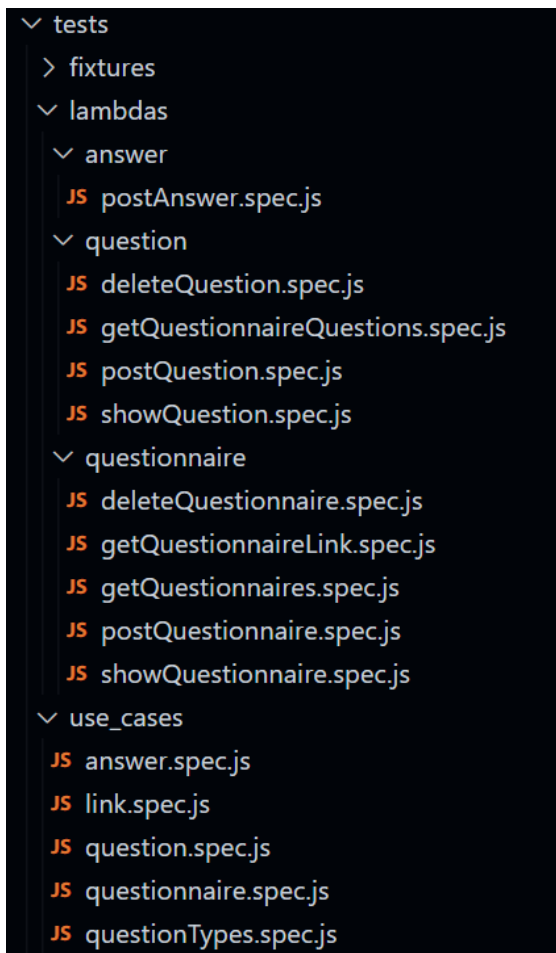 tests
fixtures
lambdas
answer
JS postAnswer.spec.js
question
JS deleteQuestion.spec.js
JS getQuestionnaireQuestions.spec.js
JS postQuestion.spec.js
JS showQuestion.spec.js
questionnaire
JS deleteQuestionnaire.spec.js
JS getQuestionnaireLink.spec.js
JS getQuestionnaires.spec.js
JS postQuestionnaire.spec.js
JS showQuestionnaire.spec.js
use_cases
JS answer.spec.js
JS link.spec.js
JS question.spec.js
JS questionnaire.spec.js
JS questionTypes.spec.js